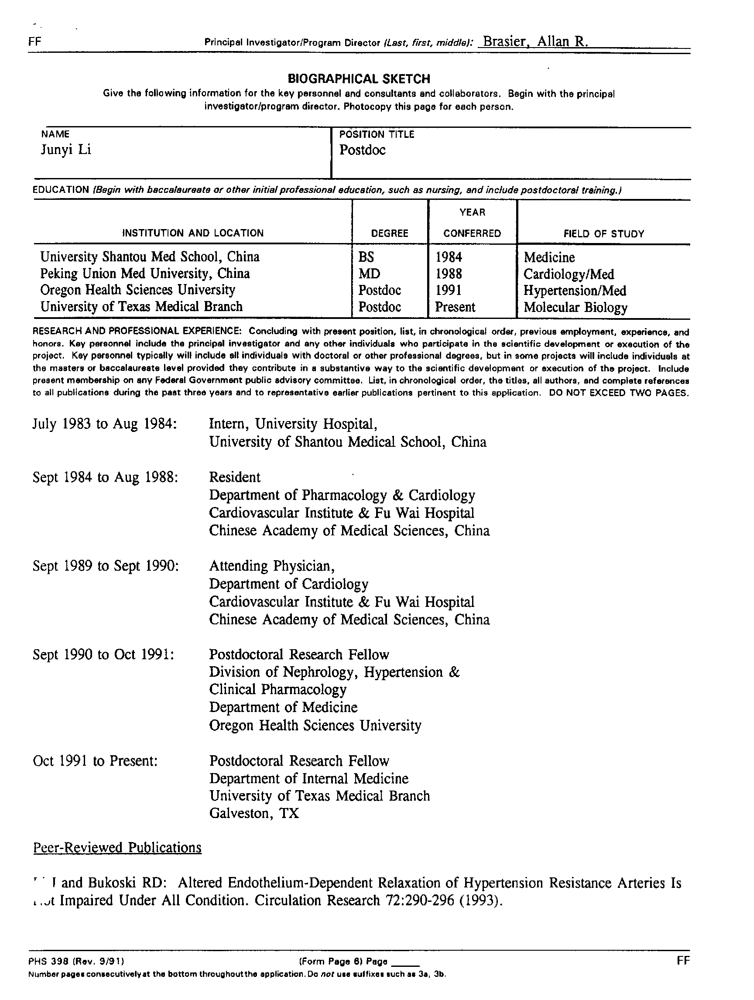 FF Principal Investigator/Program Director (Last, first, middle): Brasier, Allan R.
BIOGRAPHICAL SKETCH
Give the following information for the key personnel and consultants and collaborators. Begin with the principal
investigator/program director. Photocopy this page for each person.
NAME POSITION TITLE
Junyi Li Postdoc
EDUCATION (Begin with baccalaureate or other initial professional education, such as nursing, and include postdoctoral training.)
INSTITUTION AND LOCATION DEGREE YEAR CONFERRED FIELD OF STUDY
University Shantou Med School, China BS 1984 Medicine
Peking Union Med University, China MD 1988 Cardiology/Med
Oregon Health Sciences University Postdoc 1991 Hypertension/Med
University of Texas Medical Branch Postdoc Present Molecular Biology
RESEARCH AND PROFESSIONAL EXPERIENCE: Concluding with present position, list, in chronological order, previous employment, experience, and
honors. Key personnel include the principal investigator and any other individuals who participate in the scientific development or execution of the
project. Key personnel typically will include all individuals with doctoral or other professional degrees, but in some projects will include individuals at
the masters or baccalaureate level provided they contribute in a substantive way to the scientific development or execution of the project. Include
present membership on any Federal Government public advisory committee. List, in chronological order, the titles, all authors, and complete references
to all publications during the past three years and to representative earlier publications pertinent to this application. DO NOT EXCEED TWO PAGES.
July 1983 to Aug 1984: Intern, University Hospital,
University of Shantou Medical School, China
Sept 1984 to Aug 1988: Resident
Department of Pharmacology & Cardiology
Cardiovascular Institute & Fu Wai Hospital
Chinese Academy of Medical Sciences, China
Sept 1989 to Sept 1990: Attending Physician,
Department of Cardiology
Cardiovascular Institute & Fu Wai Hospital
Chinese Academy of Medical Sciences, China
Sept 1990 to Oct 1991: Postdoctoral Research Fellow
Division of Nephrology, Hypertension &
Clinical Pharmacology
Department of Medicine
Oregon Health Sciences University
Oct 1991 to Present: Postdoctoral Research Fellow
Department of Internal Medicine
University of Texas Medical Branch
Galveston, TX
Peer-Reviewed Publications
and Bukoski RD: Altered Endothelium-Dependent Relaxation of Hypertension Resistance Arteries Is
Impaired Under All Condition. Circulation Research 72:290-296 (1993).
PHS 398 (Rev. 9/91) (Form Page 6) Page _____ FF
Number pages consecutively at the bottom throughout the application. Do not use suffixes such as 3a, 3b.